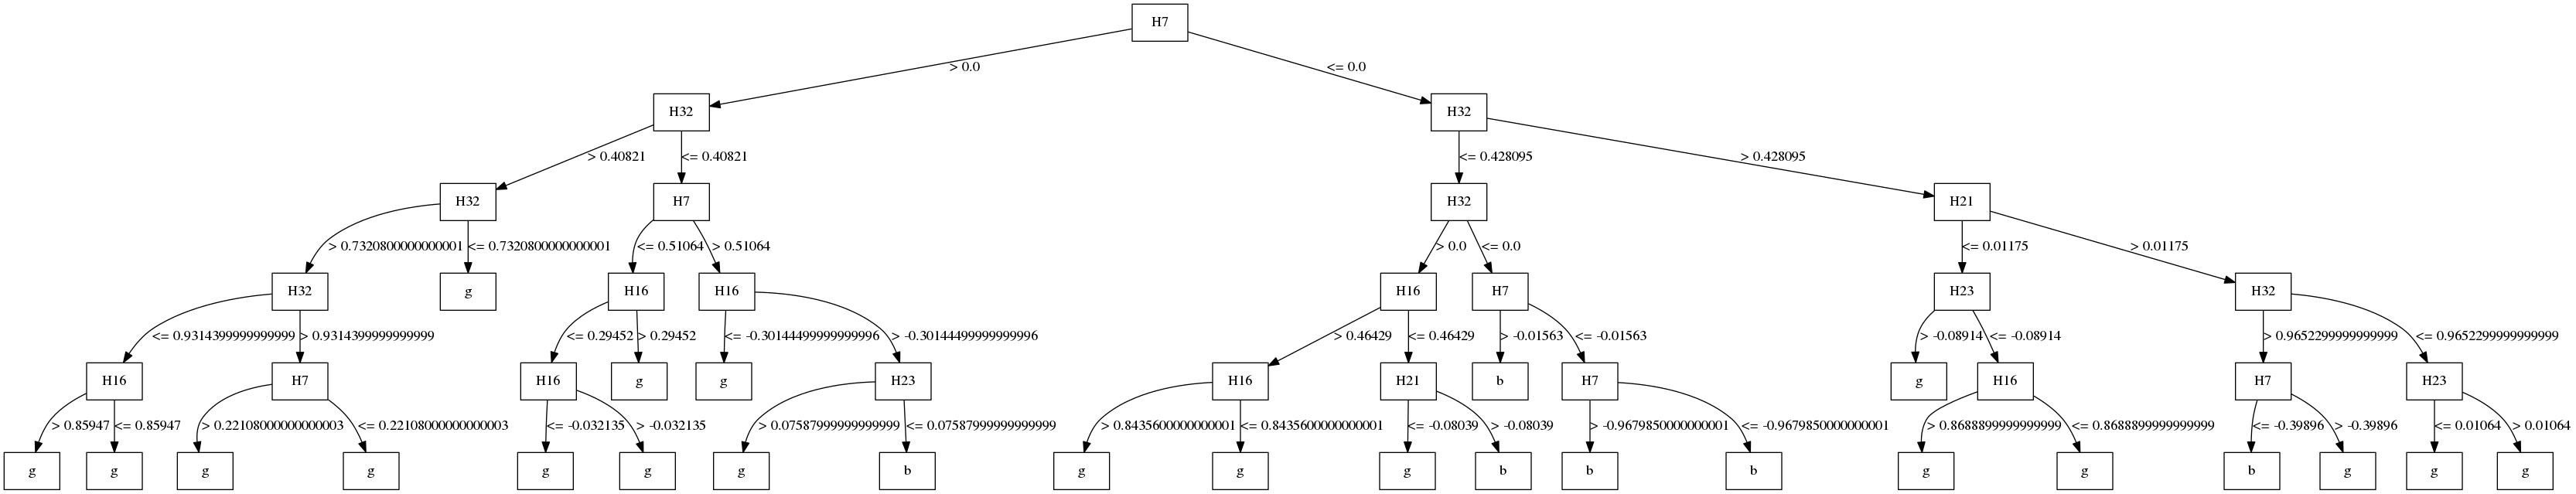 H7
> 0.0
<= 0.0
H32
H32
> 0.40821
<= 0.40821
<= 0.428095
> 0.428095
H32
H7
H32
H21
> 0.7320800000000001
<= 0.7320800000000001
<= 0.51064
> 0.51064
> 0.0
<= 0.0
<= 0.01175
> 0.01175
H32
g
H16
H16
H16
H7
H23
H32
<= 0.9314399999999999
> 0.9314399999999999
<= 0.29452
> 0.29452
<= -0.30144499999999996
> -0.30144499999999996
> 0.46429
<= 0.46429
> -0.01563
<= -0.01563
> -0.08914
<= -0.08914
> 0.9652299999999999
<= 0.9652299999999999
H16
H7
H16
g
g
H23
H16
H21
b
H7
g
H16
H7
H23
> 0.85947
<= 0.85947
> 0.22108000000000003
<= 0.22108000000000003
<= -0.032135
> -0.032135
> 0.07587999999999999
<= 0.07587999999999999
> 0.8435600000000001
<= 0.8435600000000001
<= -0.08039
> -0.08039
> -0.9679850000000001
<= -0.9679850000000001
> 0.8688899999999999
<= 0.8688899999999999
<= -0.39896
> -0.39896
<= 0.01064
> 0.01064
g
g
g
g
g
g
g
b
g
g
g
b
b
b
g
g
b
g
g
g